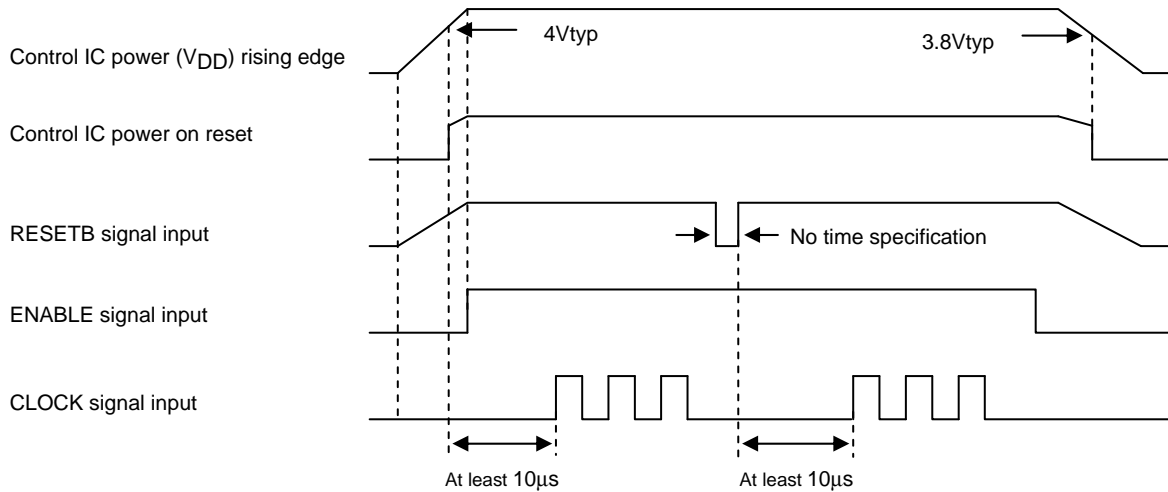 4Vtyp
3.8Vtyp
Control IC power (VDD) rising edge
Control IC power on reset
RESETB signal input
No time specification
ENABLE signal input
CLOCK signal input
At least 10μs
At least 10μs